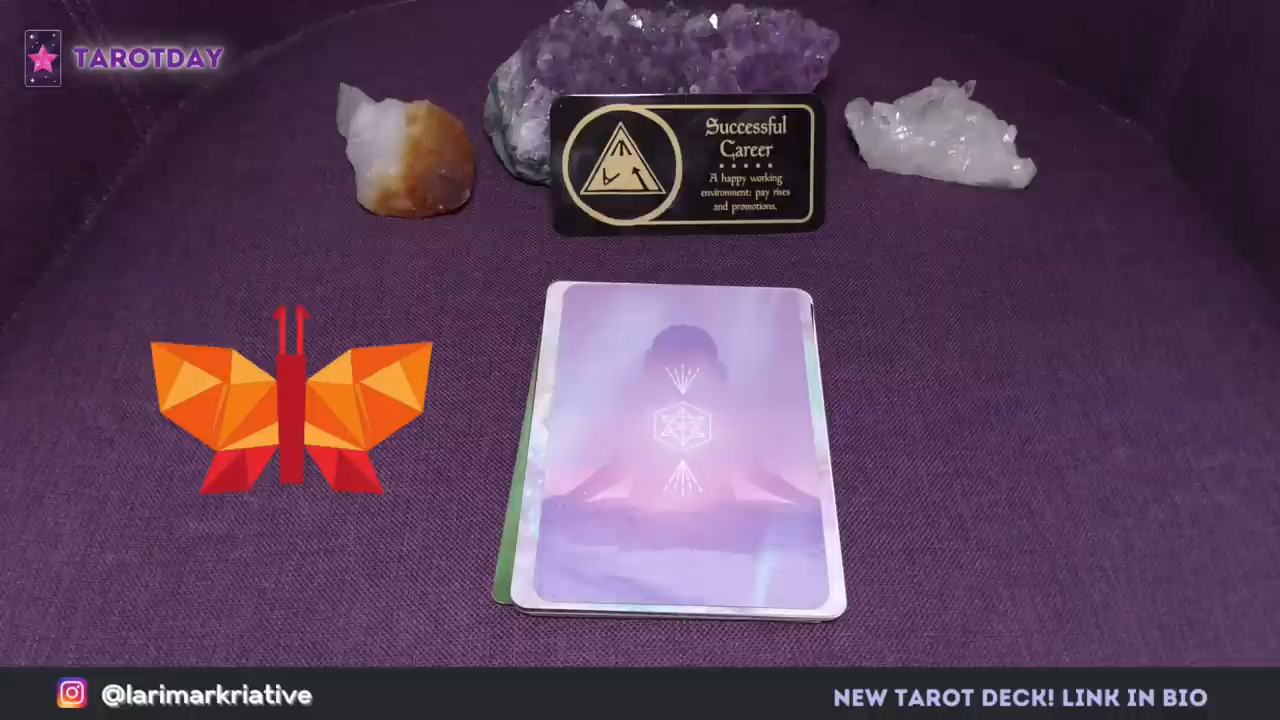 TAROTDAY
Successful
Career
A happy working
environment: pay rises
and promotions.
@larimarkriative
NEW TAROT DECK! LINK IN BIO